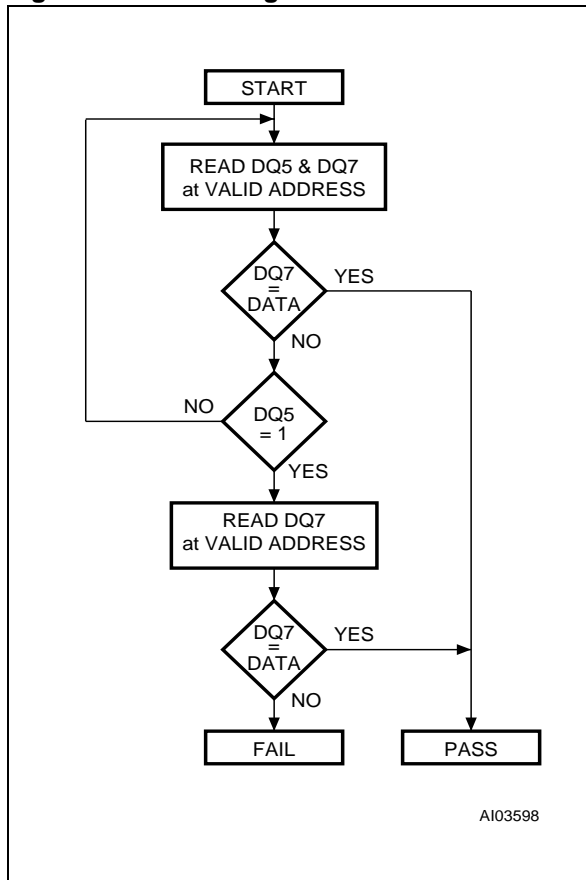 START
READ DQ5 & DQ7
at VALID ADDRESS
DQ7
=
DATA
YES
NO
NO
DQ5
= 1
YES
READ DQ7
at VALID ADDRESS
DQ7
=
DATA
YES
NO
FAIL
PASS
AI03598